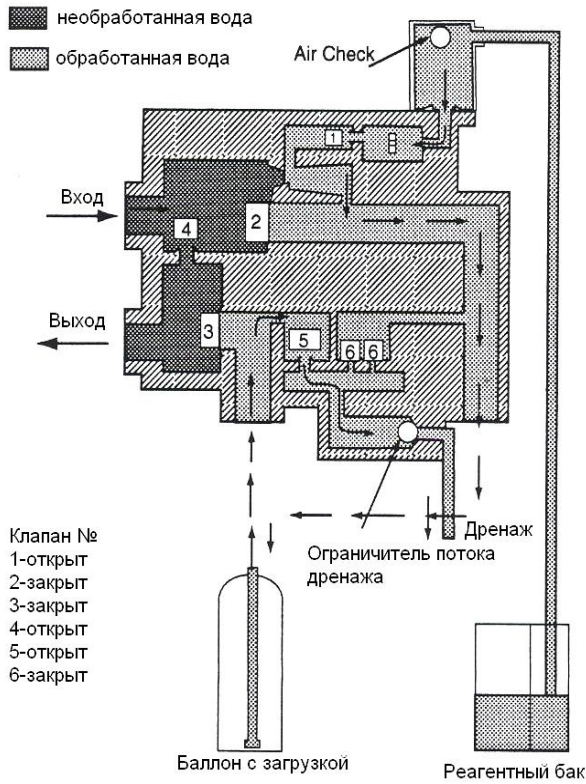 необработанная вода
обработанная вода
Air Check
1
Вход
4
2
Выход
3
5
6 6
Дренаж
Ограничитель потока
дренажа
Клапан №
1-открыт
2-закрыт
3-закрыт
4-открыт
5-открыт
6-закрыт
Баллон с загрузкой
Реагентный бак